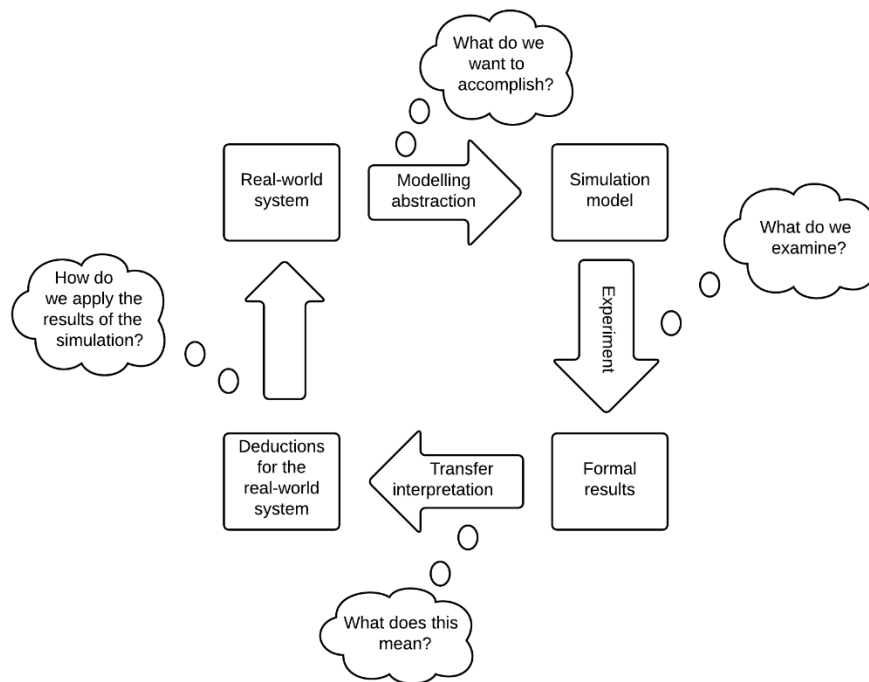 What do we
want to
accomplish?
Real-world
system
Modelling
abstraction
Simulation
model
What do we
examine?
How do
we apply the
results of the
simulation?
Experiment
Deductions
for the
real-world
system
Transfer
interpretation
Formal
results
What does this
mean?